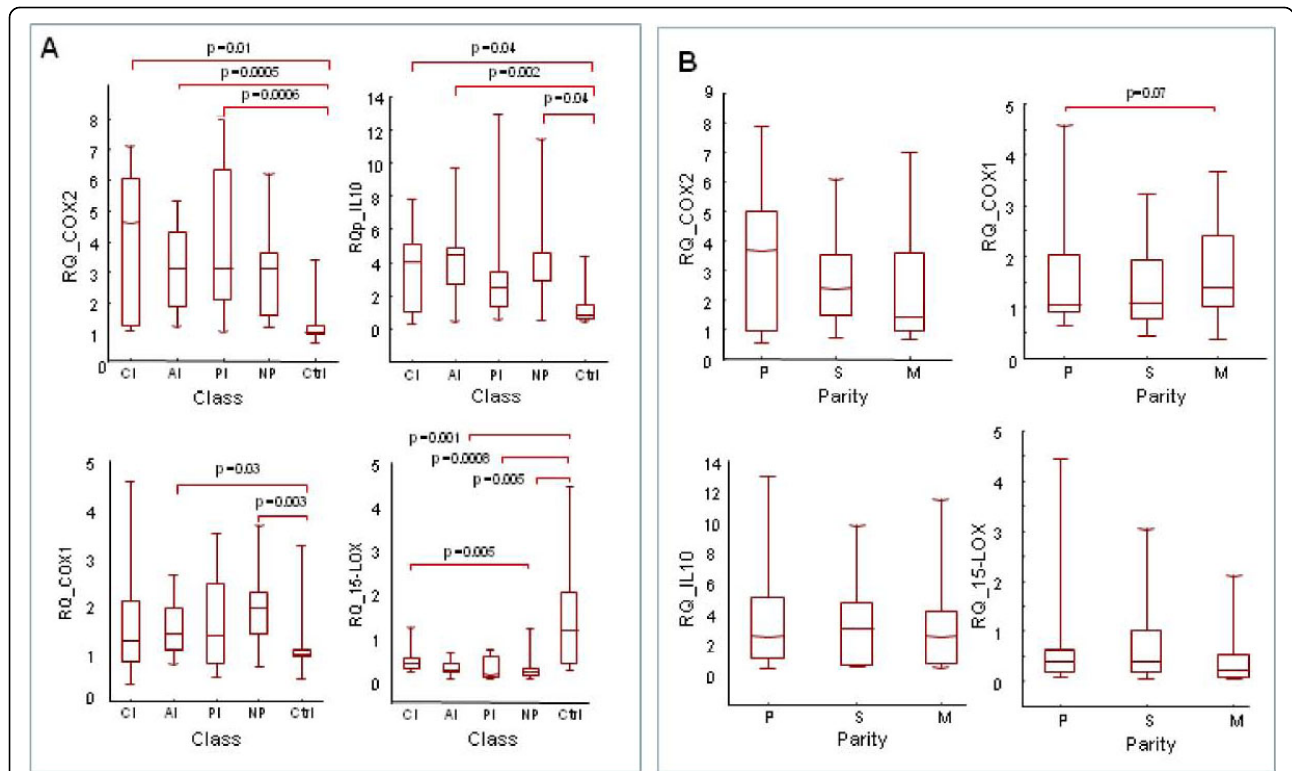 A
p=0.01
p=0.0005
p=0.0006
RQ_COX2
8
7
6
5
4
3
2
1
0
CI AI PI NP Ctrl
Class
p=0.04
p=0.002
p=0.04
RQp_IL10
14
12
10
8
6
4
2
0
CI AI PI NP Ctrl
Class
p=0.03
p=0.003
RQ_COX1
5
4
3
2
1
0
CI AI PI NP Ctrl
Class
p=0.001
p=0.0008
p=0.005
p=0.005
RQ_15-LOX
5
4
3
2
1
0
CI AI PI NP Ctrl
Class
B
RQ_COX2
9
8
7
6
5
4
3
2
1
0
P S M
Parity
p=0.07
RQ_COX1
5
4
3
2
1
0
P S M
Parity
RQ_IL10
14
12
10
8
6
4
2
0
P S M
Parity
RQ_15-LOX
5
4
3
2
1
0
P S M
Parity